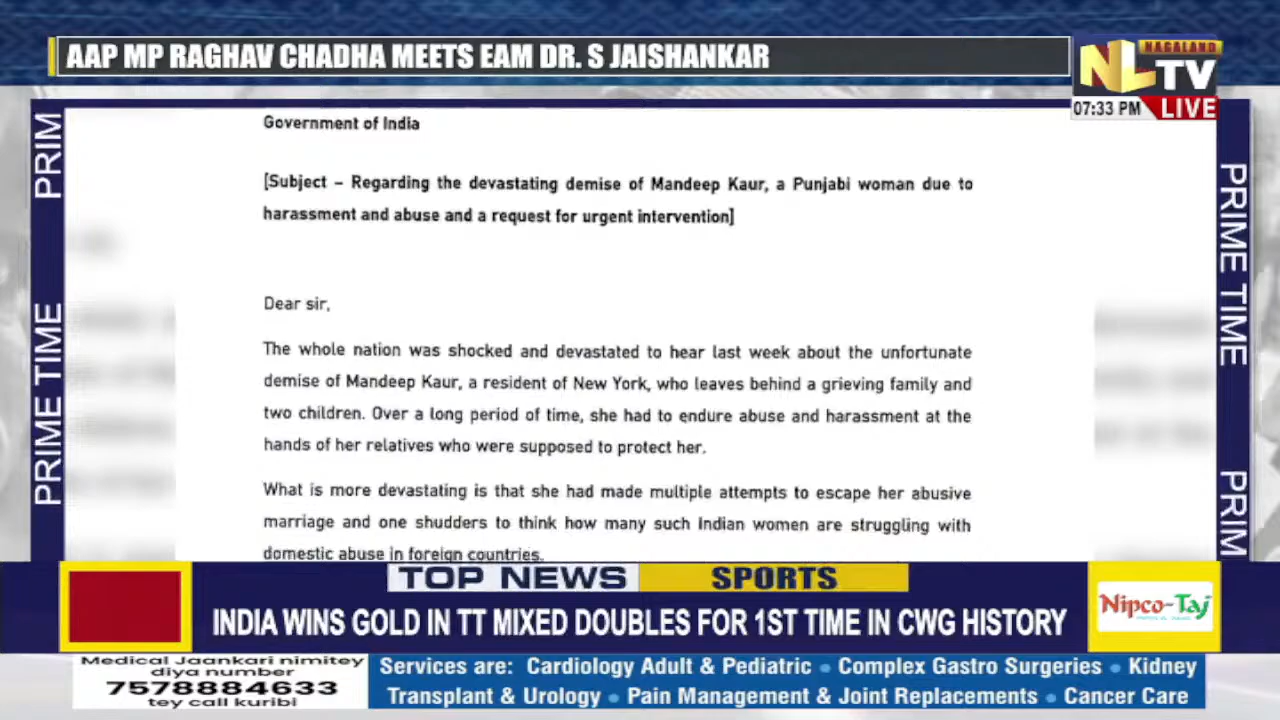 AAP MP RAGHAV CHADHA MEETS EAM DR. S JAISHANKAR
NAGALAND
NLTV
07:33 PM LIVE
PRIM
PRIME TIME
Government of India
[Subject – Regarding the devastating demise of Mandeep Kaur, a Punjabi woman due to
harassment and abuse and a request for urgent intervention]
Dear sir,
The whole nation was shocked and devastated to hear last week about the unfortunate
demise of Mandeep Kaur, a resident of New York, who leaves behind a grieving family and
two children. Over a long period of time, she had to endure abuse and harassment at the
hands of her relatives who were supposed to protect her.
What is more devastating is that she had made multiple attempts to escape her abusive
marriage and one shudders to think how many such Indian women are struggling with
domestic abuse in foreign countries.
PRIME TIME
PRIM
TOP NEWS SPORTS
INDIA WINS GOLD IN TT MIXED DOUBLES FOR 1ST TIME IN CWG HISTORY
Nipco-Taj
Medical Jaankari nimitey
diya number
7578884633
tey call kuribi
Services are: Cardiology Adult & Pediatric • Complex Gastro Surgeries • Kidney
Transplant & Urology • Pain Management & Joint Replacements • Cancer Care